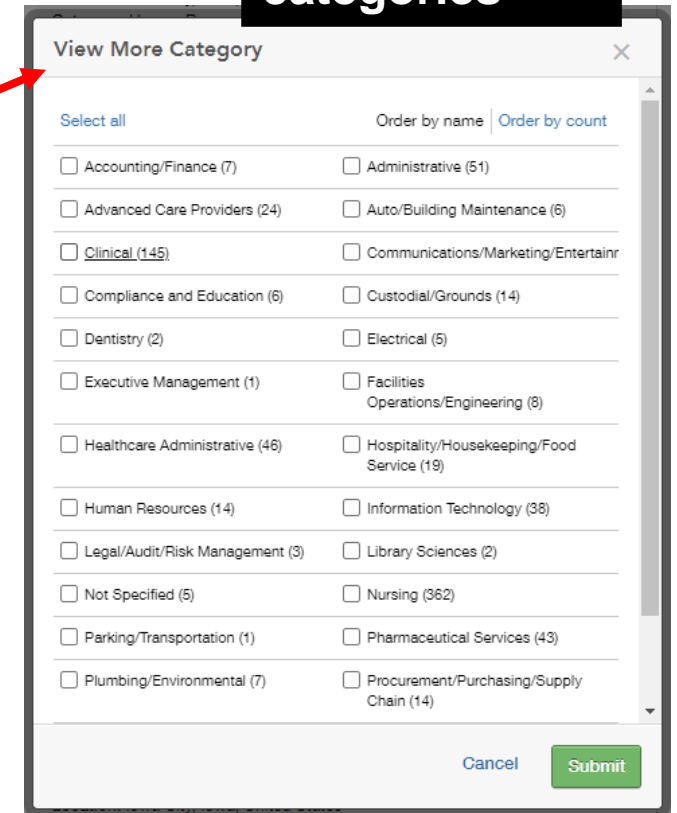 categories
View More Category
Select all
Order by name Order by count
Accounting/Finance (7)
Administrative (51)
Advanced Care Providers (24)
Auto/Building Maintenance (6)
Clinical (145)
Communications/Marketing/Entertainr
Compliance and Education (6)
Custodial/Grounds (14)
Dentistry (2)
Electrical (5)
Executive Management (1)
Facilities
Operations/Engineering (8)
Healthcare Administrative (46)
Hospitality/Housekeeping/Food
Service (19)
Human Resources (14)
Information Technology (38)
Legal/Audit/Risk Management (3)
Library Sciences (2)
Not Specified (5)
Nursing (362)
Parking/Transportation (1)
Pharmaceutical Services (43)
Plumbing/Environmental (7)
Procurement/Purchasing/Supply
Chain (14)
Cancel
Submit